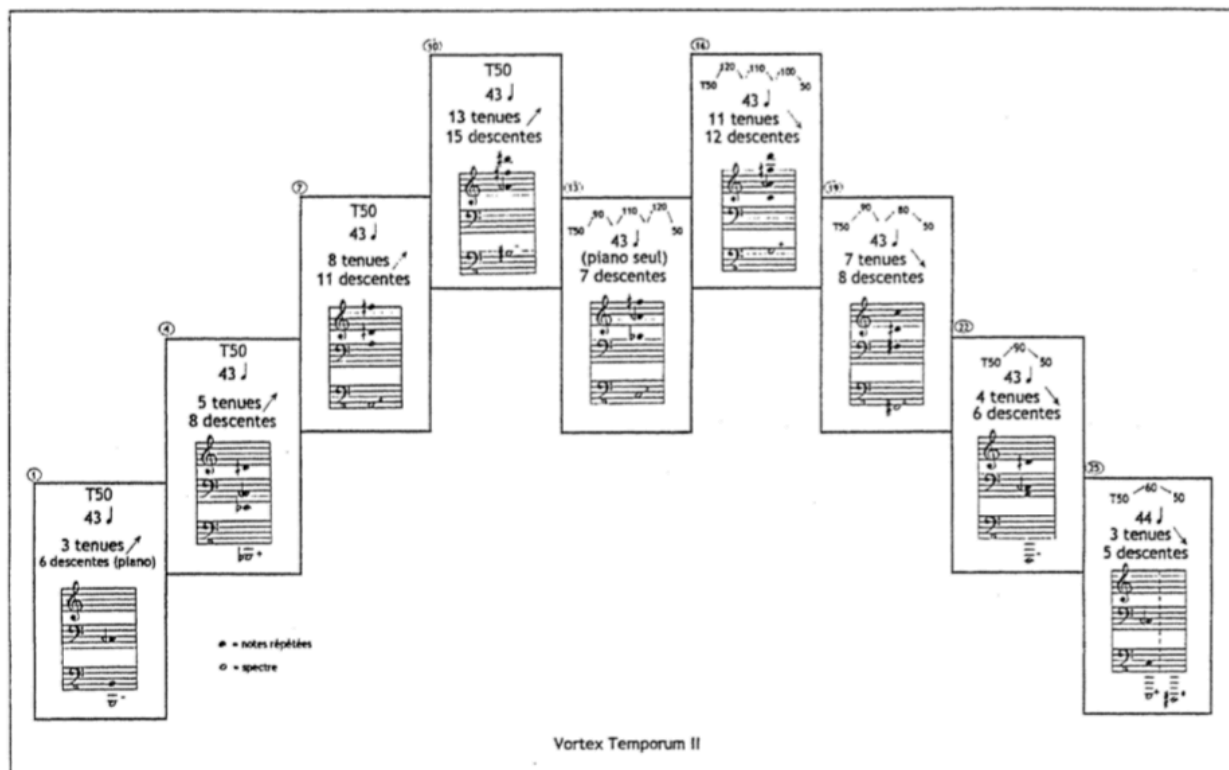 ①
T50
43 ♩
3 tenues ↗
6 descentes (piano)
④
T50
43 ♩
5 tenues ↗
8 descentes
⑦
T50
43 ♩
8 tenues ↗
11 descentes
⑩
T50
43 ♩
13 tenues ↗
15 descentes
⑬
T50 90 110 120 50
43 ♩
(piano seul)
7 descentes
⑯
T50 120 110 100 50
43 ♩
11 tenues ↘
12 descentes
⑲
T50 90 80 50
43 ♩
7 tenues ↘
8 descentes
㉒
T50 90 50
43 ♩
4 tenues ↘
6 descentes
㉕
T50 60 50
44 ♩
3 tenues ↘
5 descentes
= notes répétées
= spectre
Vortex Temporum II